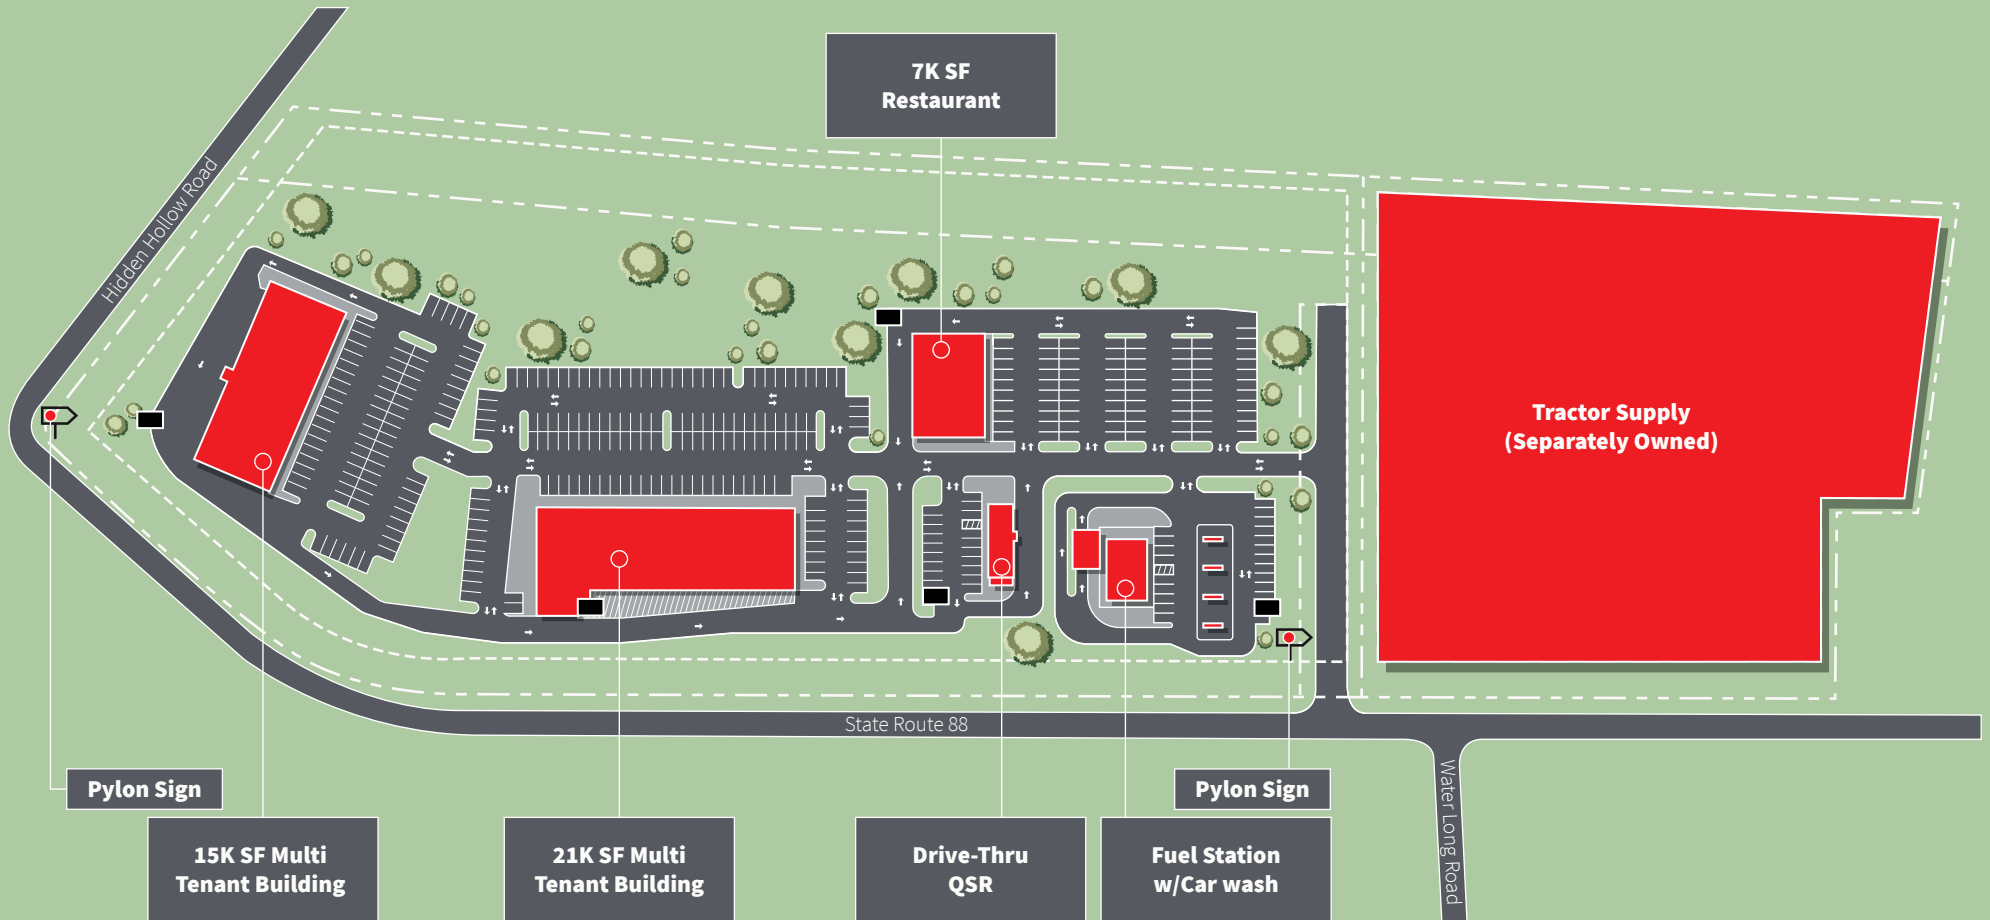 7K SF
Restaurant
Hidden Hollow Road
Tractor Supply
(Separately Owned)
State Route 88
Pylon Sign
Pylon Sign
Water Long Road
15K SF Multi
Tenant Building
21K SF Multi
Tenant Building
Drive-Thru
QSR
Fuel Station
w/Car wash